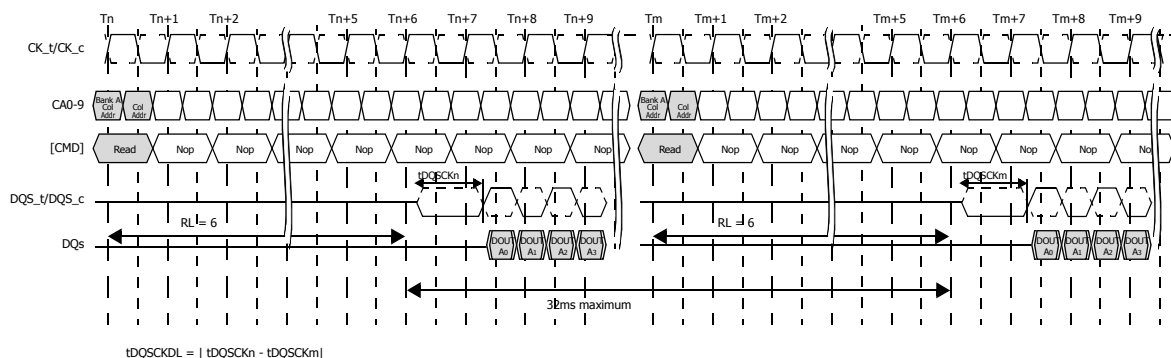 Tn Tn+1 Tn+2 Tn+5 Tn+6 Tn+7 Tn+8 Tn+9 Tm Tm+1 Tm+2 Tm+5 Tm+6 Tm+7 Tm+8 Tm+9
CK_t/CK_c
CA0-9 Bank A Col Addr Col Addr Bank A Col Addr Col Addr
[CMD] Read Nop Nop Nop Nop Nop Nop Nop Read Nop Nop Nop Nop Nop Nop Nop
tDQSCKn tDQSCKm
DQS_t/DQS_c
RL = 6 RL = 6
DQs DOUT A0 DOUT A1 DOUT A2 DOUT A3 DOUT A0 DOUT A1 DOUT A2 DOUT A3
32ms maximum
tDQSCKDL = | tDQSCKn - tDQSCKm|